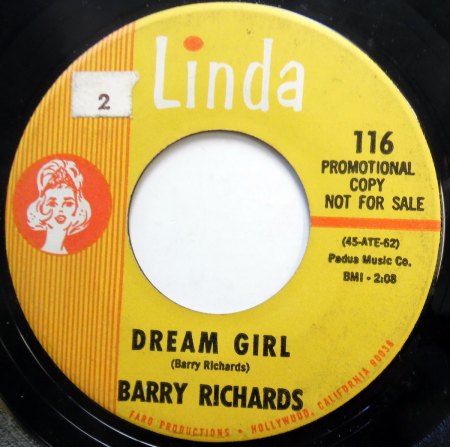 Linda
2
116
PROMOTIONAL
COPY
NOT FOR SALE
(45-ATE-62)
Padua Music Co.
BMI - 2:08
DREAM GIRL
(Barry Richards)
BARRY RICHARDS
FARO PRODUCTIONS • HOLLYWOOD, CALIFORNIA 90038